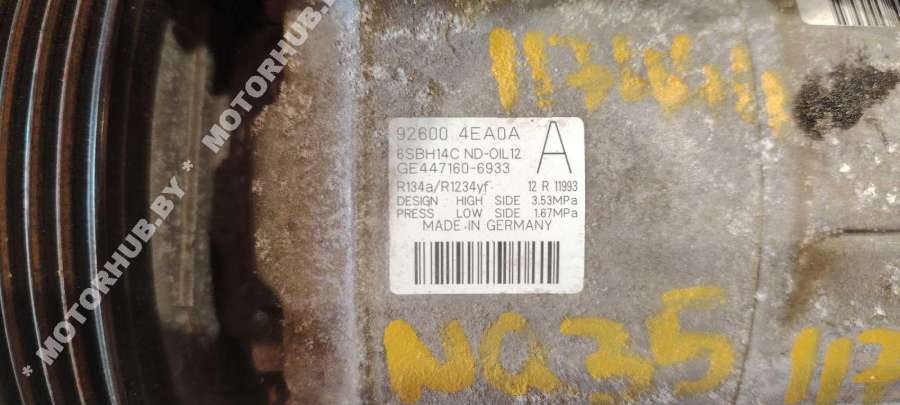 * MOTORHUB.BY * MOTORHUB.BY *
92600 4EA0A
A
6SBH14C ND-OIL12
GE447160-6933
R134a/R1234yf 12 R 11993
DESIGN HIGH SIDE 3.53MPa
PRESS LOW SIDE 1.67MPa
MADE IN GERMANY
NQ35
117